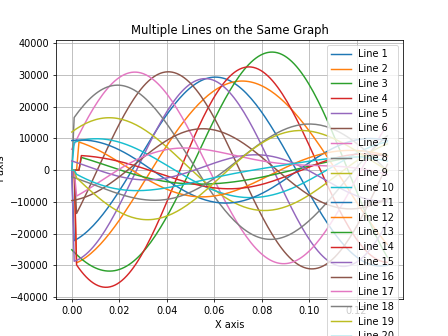 Multiple Lines on the Same Graph
40000
30000
20000
10000
0
−10000
−20000
−30000
−40000
0.00
0.02
0.04
0.06
0.08
0.10
X axis
Line 1
Line 2
Line 3
Line 4
Line 5
Line 6
Line 7
Line 8
Line 9
Line 10
Line 11
Line 12
Line 13
Line 14
Line 15
Line 16
Line 17
Line 18
Line 19
Line 20